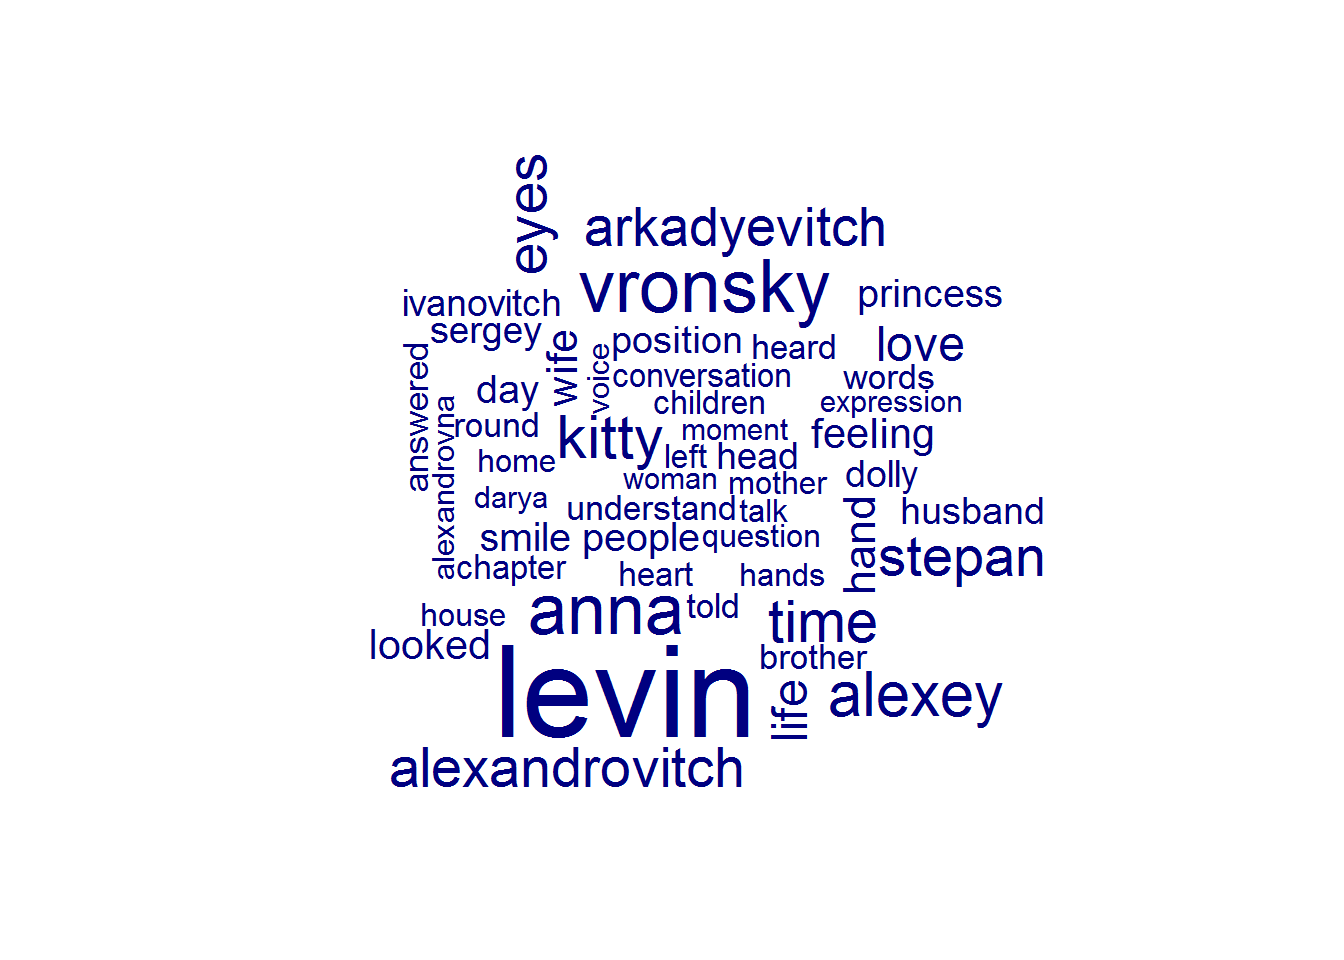 eyes
arkadyevitch
vronsky
princess
ivanovitch
sergey
position
heard
love
wife
voice
answered
conversation
words
day
children
expression
alexandrovna
round
kitty
moment
feeling
home
left
head
woman
mother
dolly
darya
understand
talk
husband
hand
smile
people
question
stepan
chapter
heart
hands
house
anna
told
time
looked
brother
levin
life
alexey
alexandrovitch